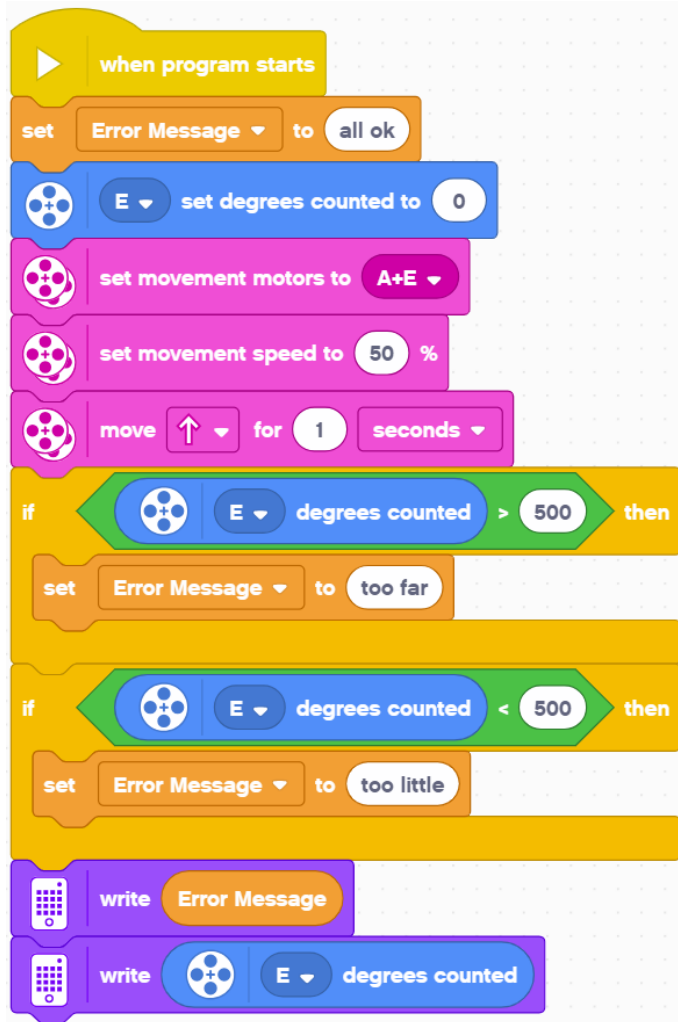 when program starts
set Error Message to all ok
E set degrees counted to 0
set movement motors to A+E
set movement speed to 50 %
move for 1 seconds
if E degrees counted > 500 then
set Error Message to too far
if E degrees counted < 500 then
set Error Message to too little
write Error Message
write E degrees counted